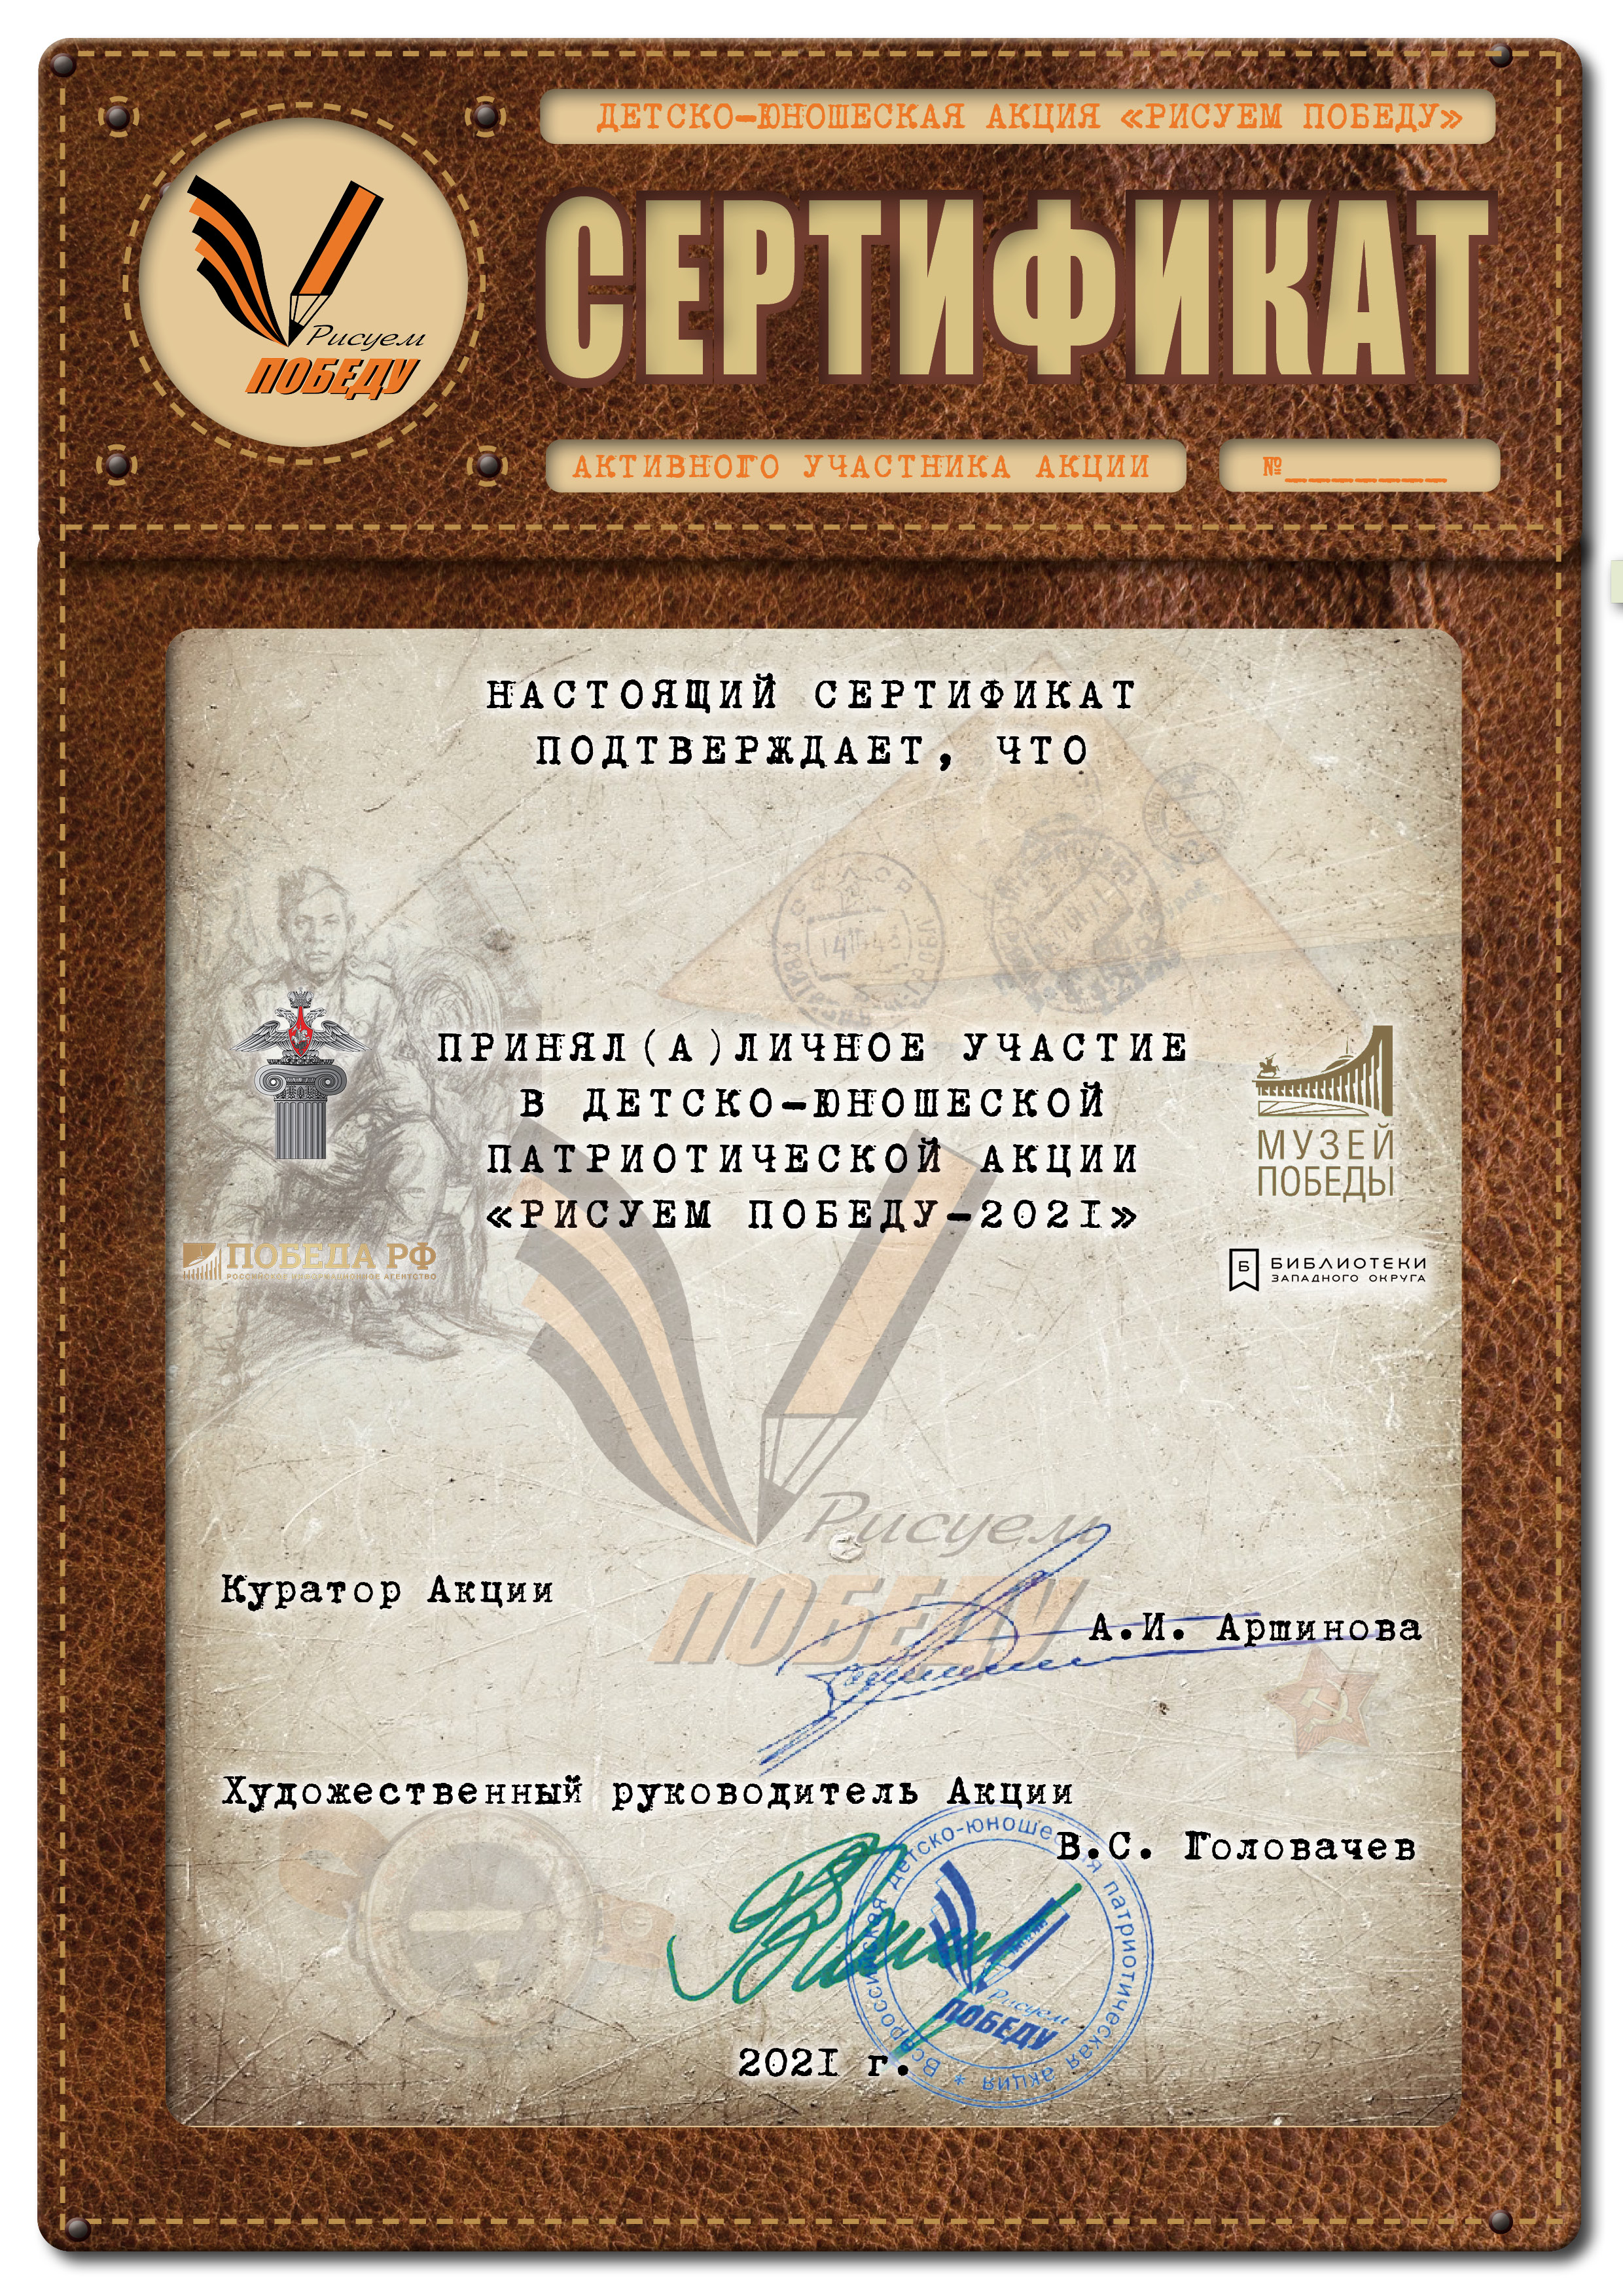 ДЕТСКО-ЮНОШЕСКАЯ АКЦИЯ «РИСУЕМ ПОБЕДУ»
Рисуем
ПОБЕДУ
СЕРТИФИКАТ
АКТИВНОГО УЧАСТНИКА АКЦИИ
№_______
НАСТОЯЩИЙ СЕРТИФИКАТ
ПОДТВЕРЖДАЕТ, ЧТО
ПРИНЯЛ(А)ЛИЧНОЕ УЧАСТИЕ
В ДЕТСКО-ЮНОШЕСКОЙ
ПАТРИОТИЧЕСКОЙ АКЦИИ
«РИСУЕМ ПОБЕДУ-2021»
МУЗЕЙ
ПОБЕДЫ
ПОБЕДА РФ
РОССИЙСКОЕ ИНФОРМАЦИОННОЕ АГЕНТСТВО
Б БИБЛИОТЕКИ
ЗАПАДНОГО ОКРУГА
Рисуем
ПОБЕДУ
Куратор Акции
А.И. Аршинова
Художественный руководитель Акции
В.С. Головачев
Всероссийская детско-юношеская патриотическая акция *
Рисуем
ПОБЕДУ
2021 г.